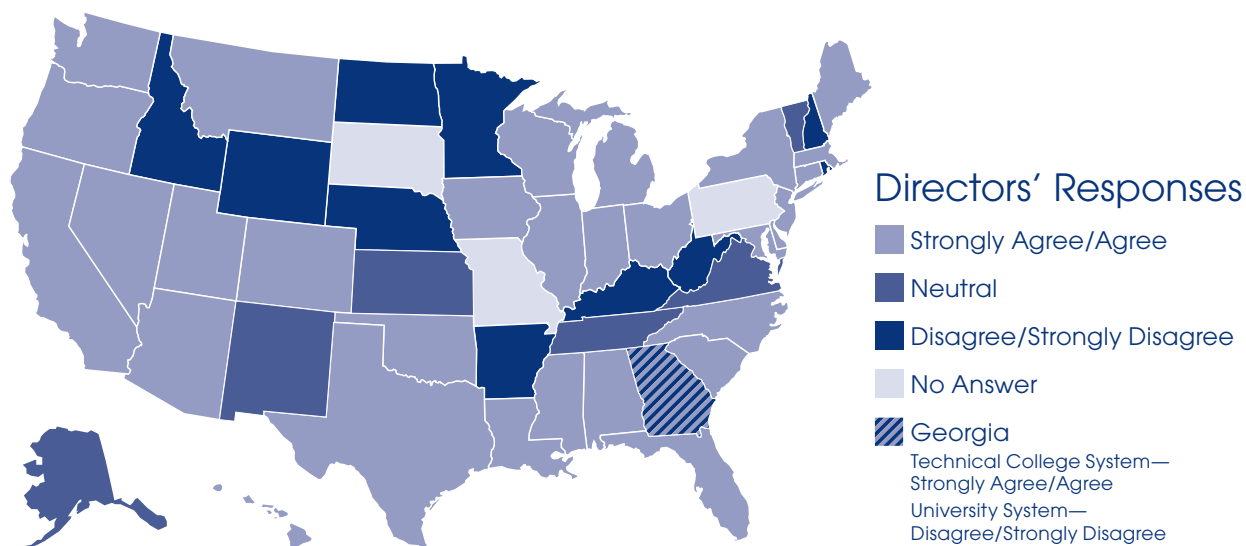 Directors’ Responses
Strongly Agree/Agree
Neutral
Disagree/Strongly Disagree
No Answer
Georgia
Technical College System—
Strongly Agree/Agree
University System—
Disagree/Strongly Disagree